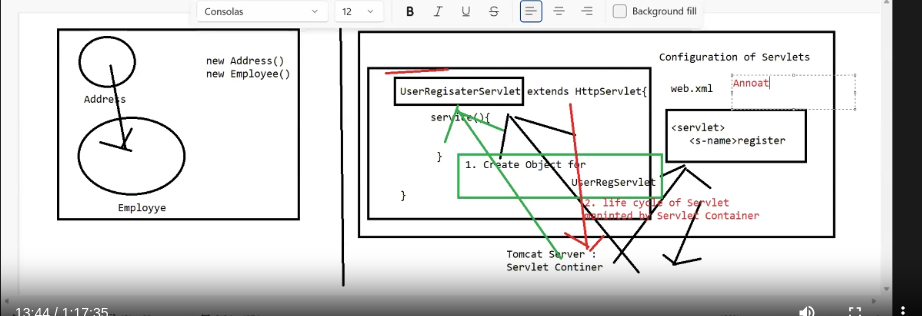 Consolas
12
B I U S
Background fill
new Address()
new Employee()
Address
Employye
Configuration of Servlets
web.xml
Annoat
UserRegisaterServlet extends HttpServlet{
service(){
}
}
<servlet>
<s-name>register
1. Create Object for
UserRegServlet
2. life cycle of Servlet
maninted by Servlet Container
Tomcat Server :
Servlet Continer
13:44 / 1:17:35